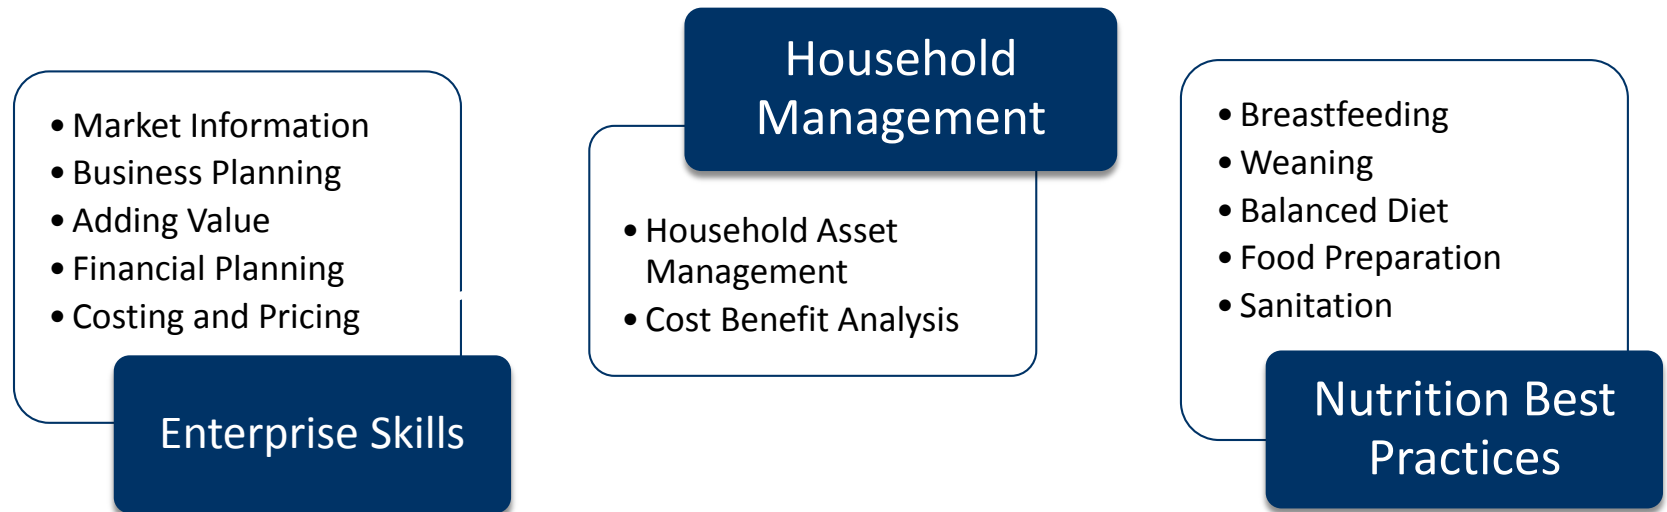 • Market Information
• Business Planning
• Adding Value
• Financial Planning
• Costing and Pricing
Enterprise Skills
Household
Management
• Household Asset
Management
• Cost Benefit Analysis
• Breastfeeding
• Weaning
• Balanced Diet
• Food Preparation
• Sanitation
Nutrition Best
Practices